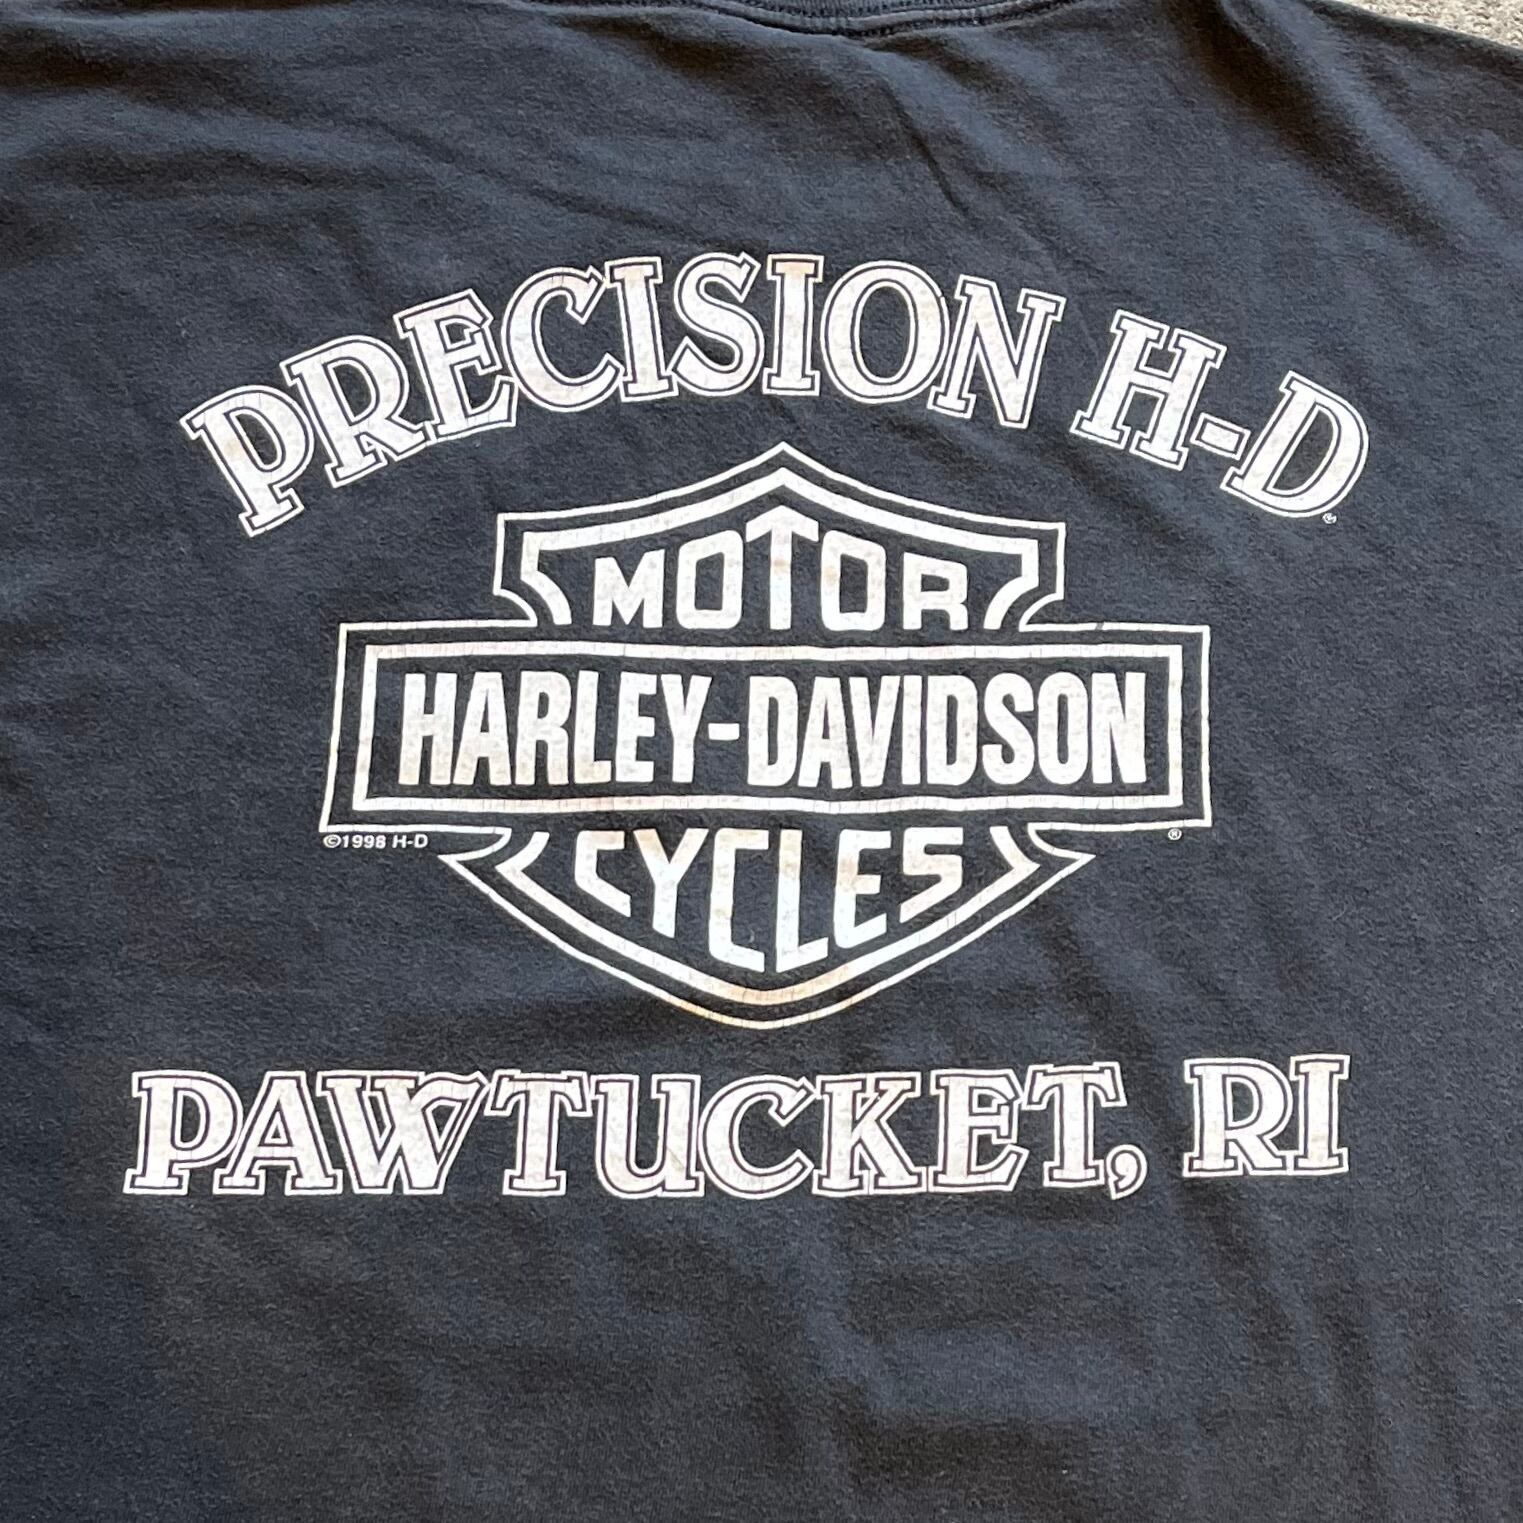 PRECISION H-D
MOTOR
HARLEY-DAVIDSON
CYCLES
®
©1998 H-D
PAWTUCKET, RI